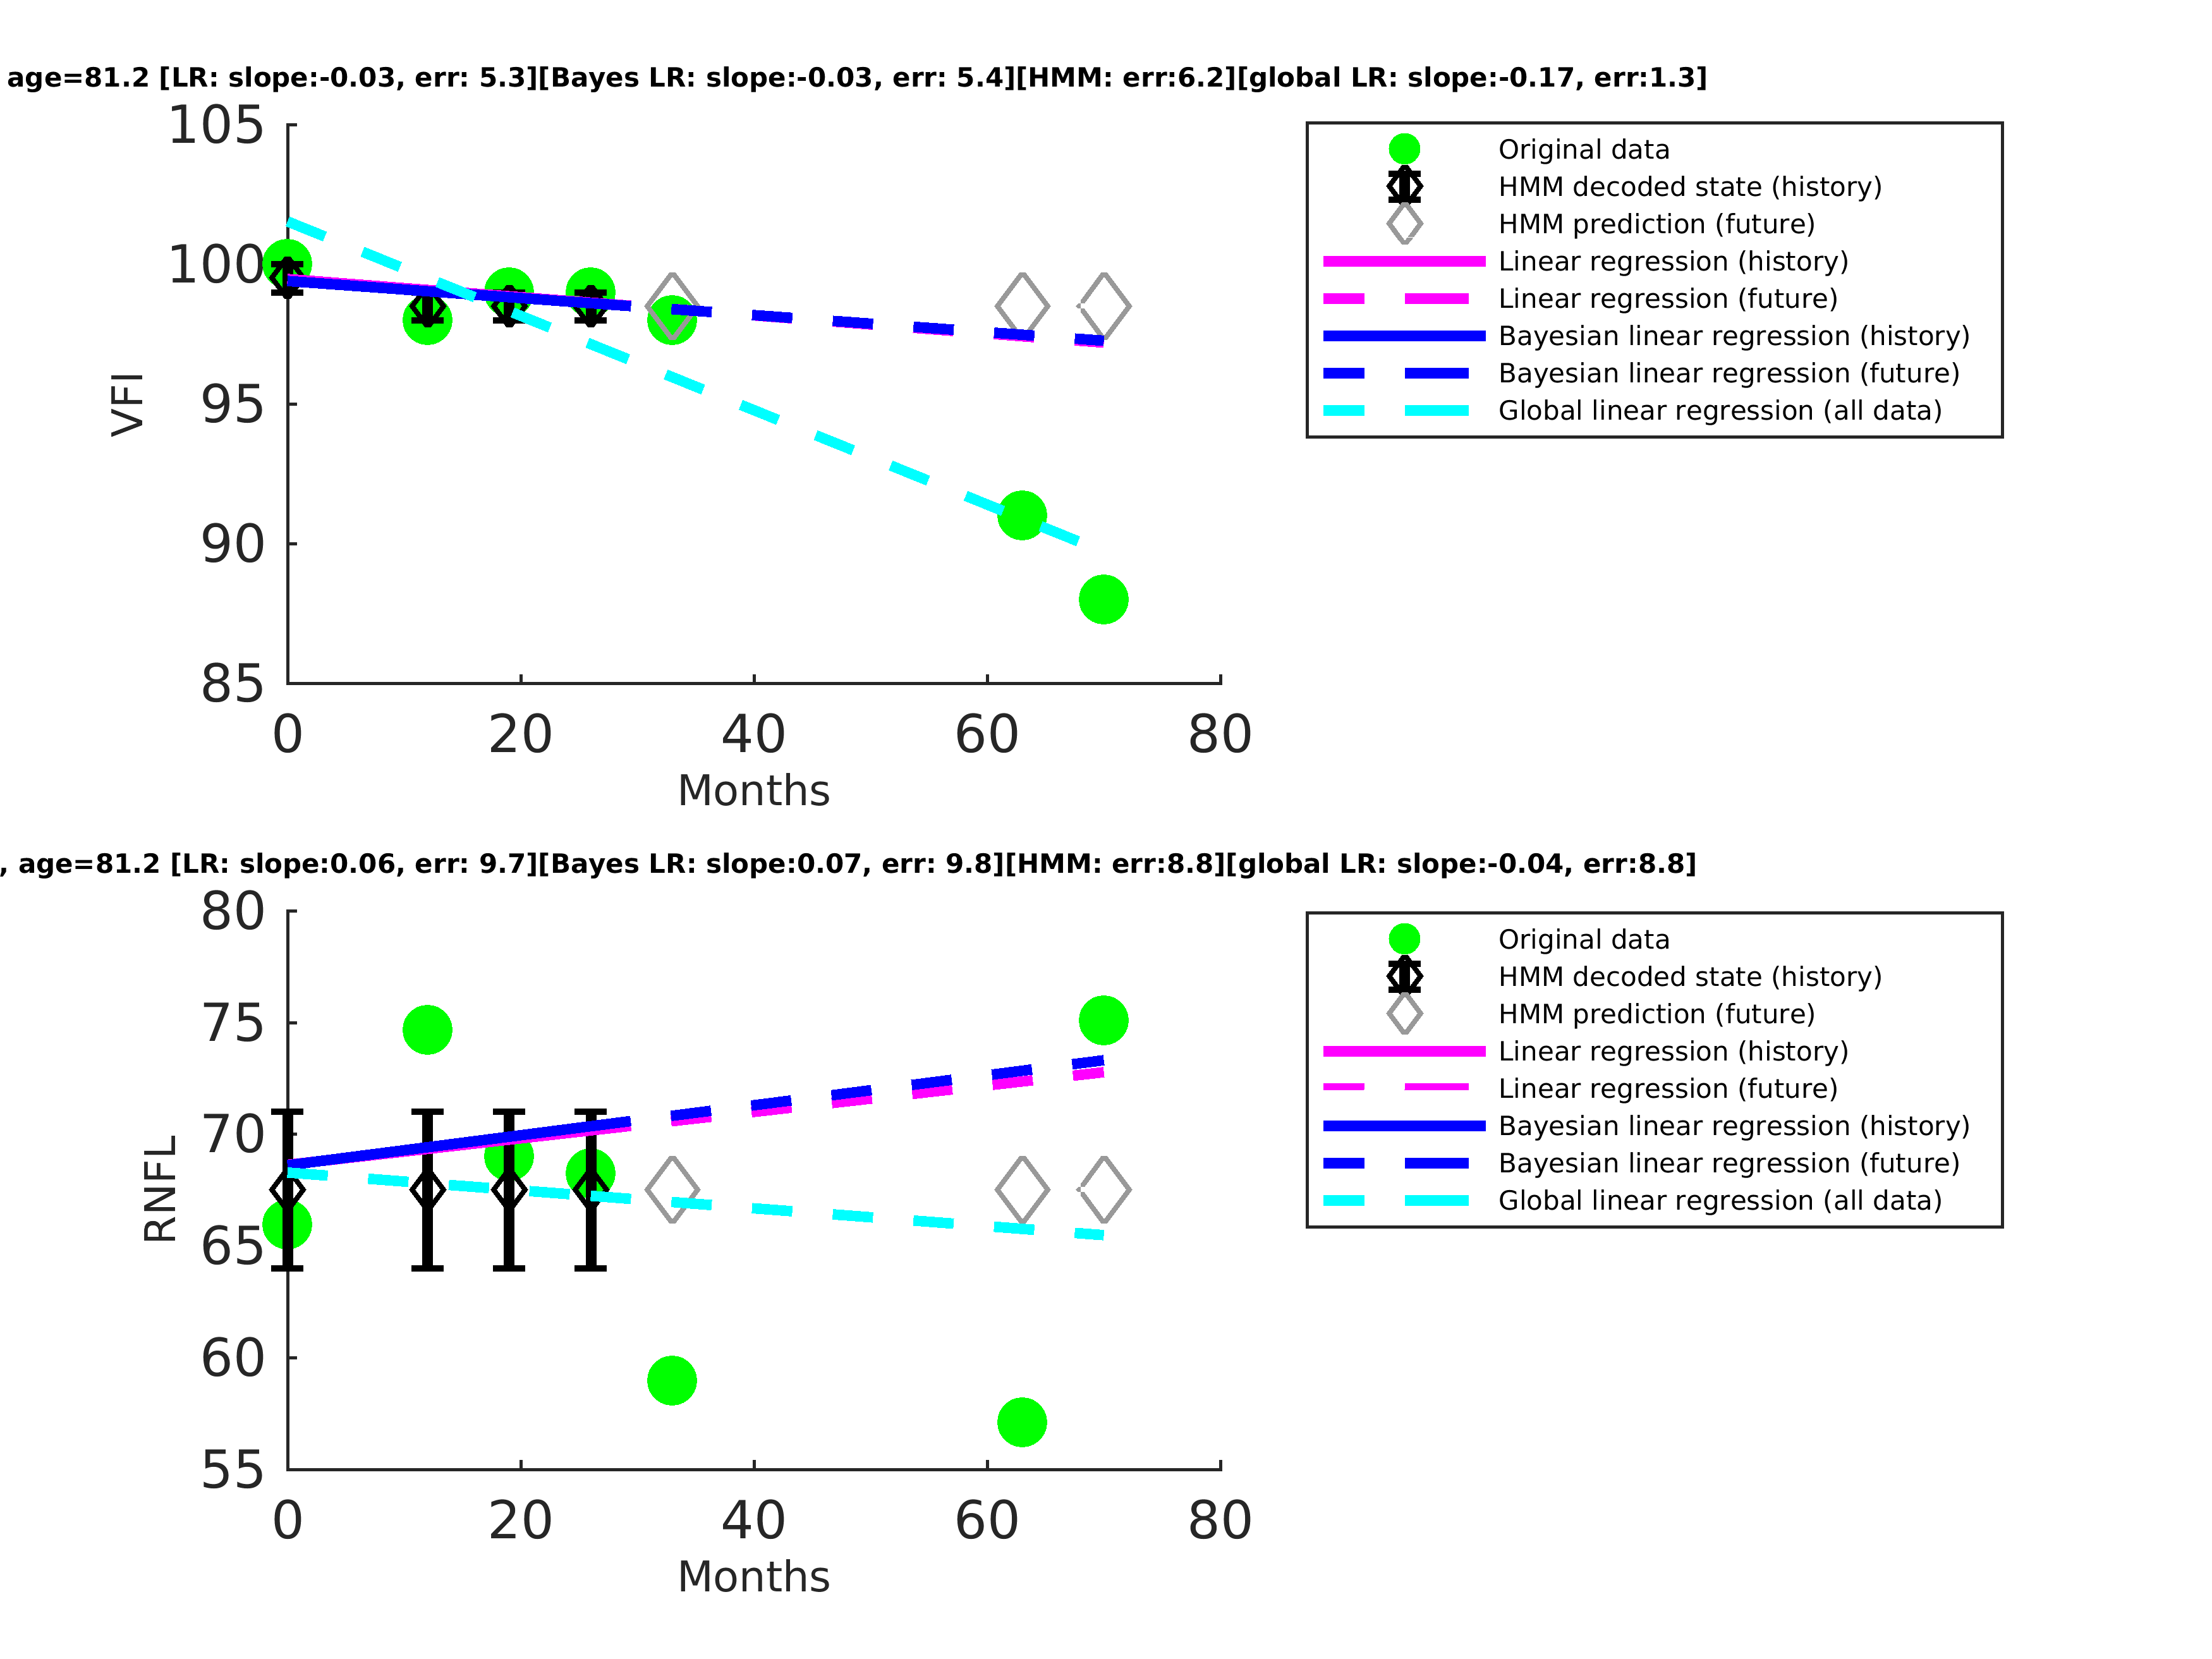 age=81.2 [LR: slope:-0.03, err: 5.3][Bayes LR: slope:-0.03, err: 5.4][HMM: err:6.2][global LR: slope:-0.17, err:1.3]
105
100
95
90
85
VFI
0 20 40 60 80
Months
Original data
HMM decoded state (history)
HMM prediction (future)
Linear regression (history)
Linear regression (future)
Bayesian linear regression (history)
Bayesian linear regression (future)
Global linear regression (all data)
, age=81.2 [LR: slope:0.06, err: 9.7][Bayes LR: slope:0.07, err: 9.8][HMM: err:8.8][global LR: slope:-0.04, err:8.8]
80
75
70
65
60
55
RNFL
0 20 40 60 80
Months
Original data
HMM decoded state (history)
HMM prediction (future)
Linear regression (history)
Linear regression (future)
Bayesian linear regression (history)
Bayesian linear regression (future)
Global linear regression (all data)